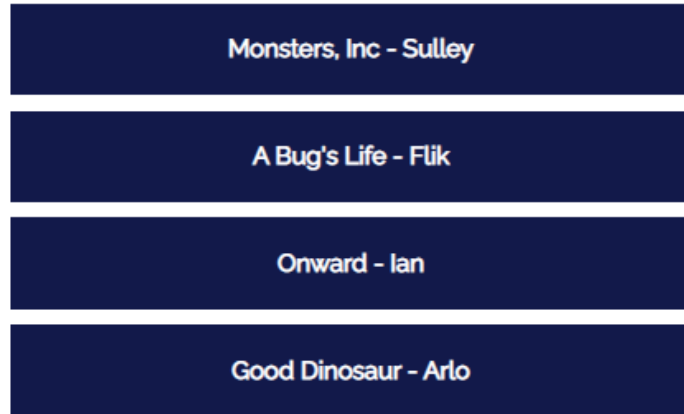 Monsters, Inc - Sulley
A Bug's Life - Flik
Onward - Ian
Good Dinosaur - Arlo